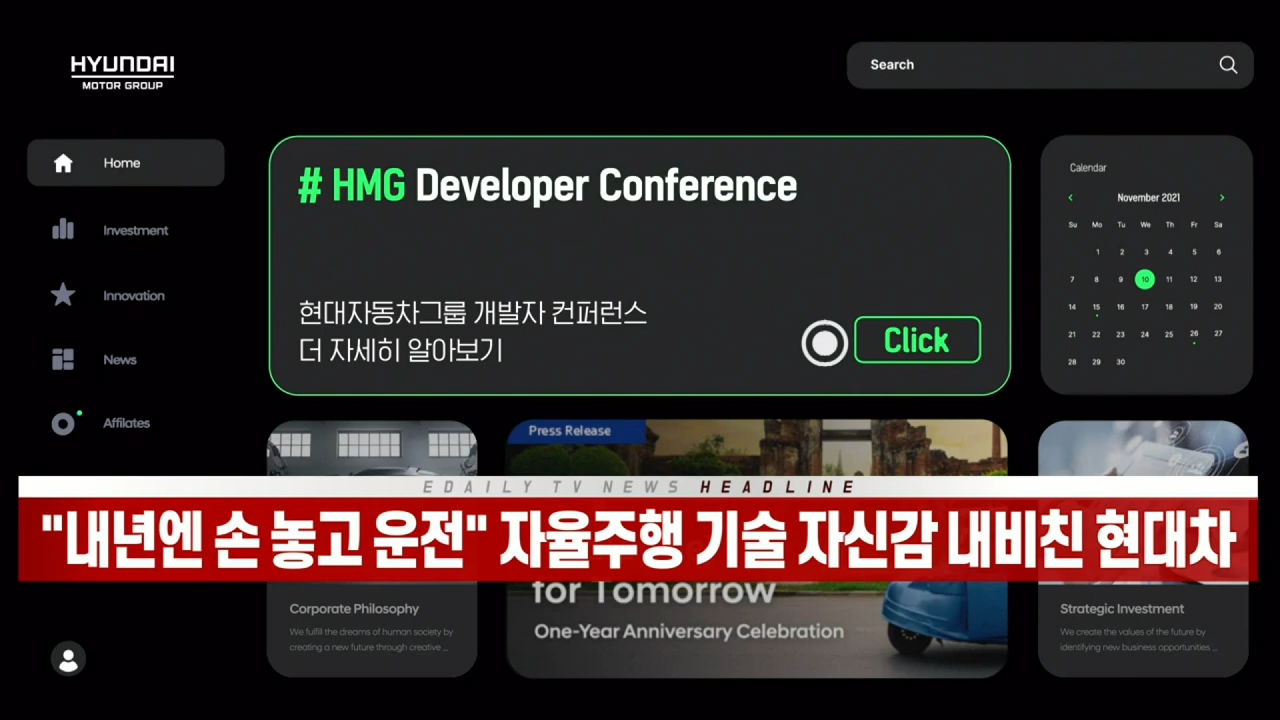 HYUNDAI
MOTOR GROUP
Search
Home
Investment
Innovation
News
Affilates
# HMG Developer Conference
현대자동차그룹 개발자 컨퍼런스
더 자세히 알아보기
Click
Calendar
November 2021
Su Mo Tu We Th Fr Sa
1 2 3 4 5 6
7 8 9 10 11 12 13
14 15 16 17 18 19 20
21 22 23 24 25 26 27
28 29 30
Press Release
EDAILY TV NEWS HEADLINE
"내년엔 손 놓고 운전" 자율주행 기술 자신감 내비친 현대차
for Tomorrow
One-Year Anniversary Celebration
Corporate Philosophy
We fulfill the dreams of human society by
creating a new future through creative ...
Strategic Investment
We create the values of the future by
identifying new business opportunities ...